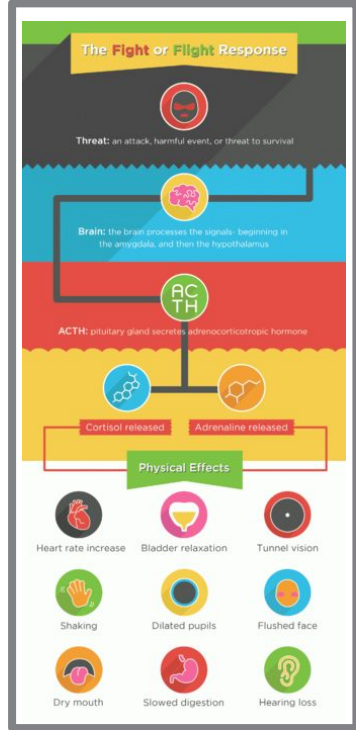 The Fight or Flight Response
Threat: an attack, harmful event, or threat to survival
Brain: the brain processes the signals- beginning in
the amygdala, and then the hypothalamus
AC
TH
ACTH: pituitary gland secretes adrenocorticotropic hormone
Cortisol released
Adrenaline released
Physical Effects
Heart rate increase
Bladder relaxation
Tunnel vision
Shaking
Dilated pupils
Flushed face
Dry mouth
Slowed digestion
Hearing loss